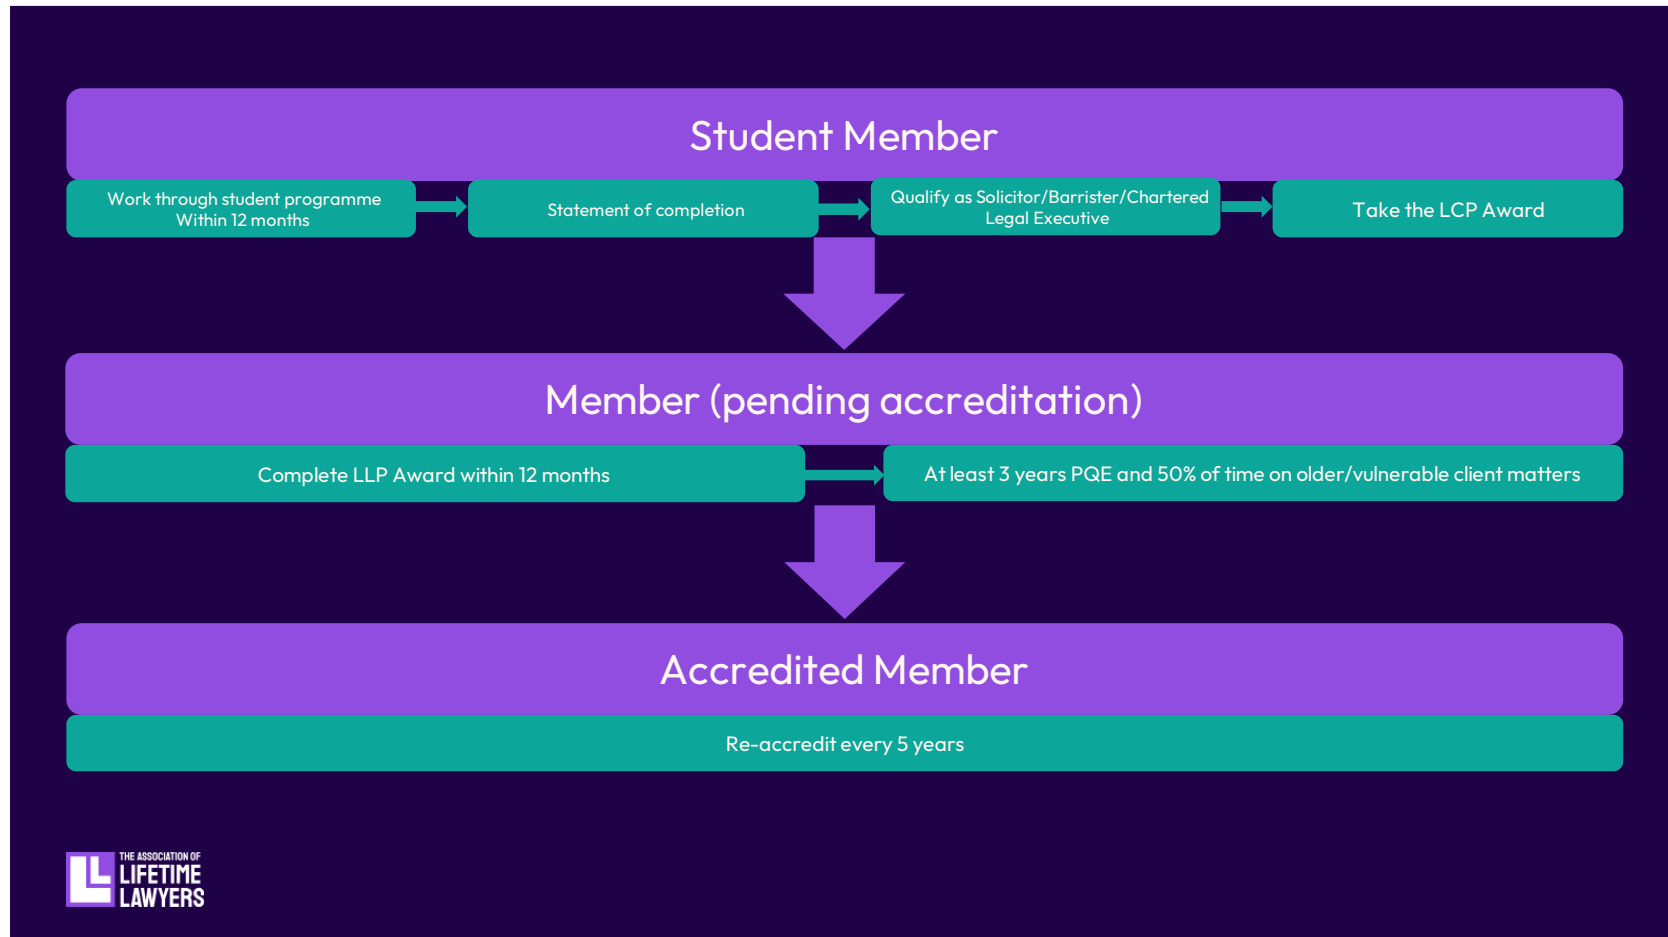 Student Member
Work through student programme
Within 12 months
Statement of completion
Qualify as Solicitor/Barrister/Chartered
Legal Executive
Take the LCP Award
Member (pending accreditation)
Complete LLP Award within 12 months
At least 3 years PQE and 50% of time on older/vulnerable client matters
Accredited Member
Re-accredit every 5 years
THE ASSOCIATION OF
LIFETIME
LAWYERS